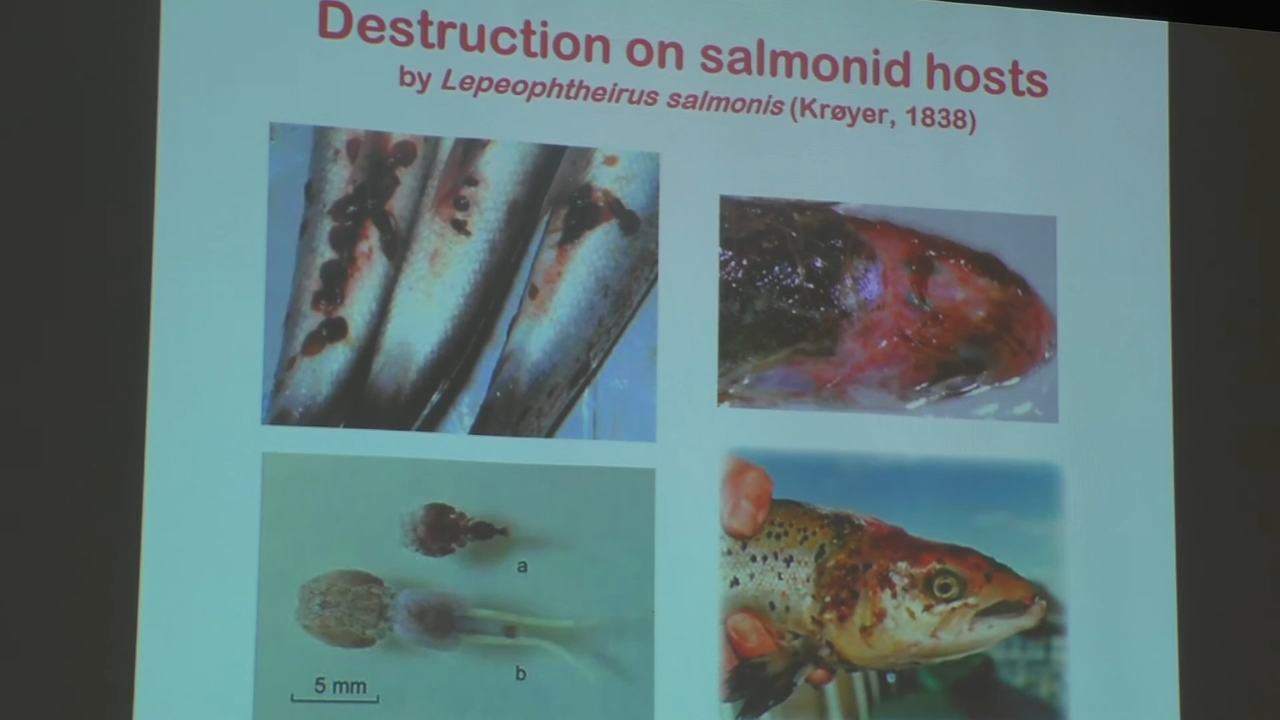 Destruction on salmonid hosts
by Lepeophtheirus salmonis (Krøyer, 1838)
a
b
5 mm